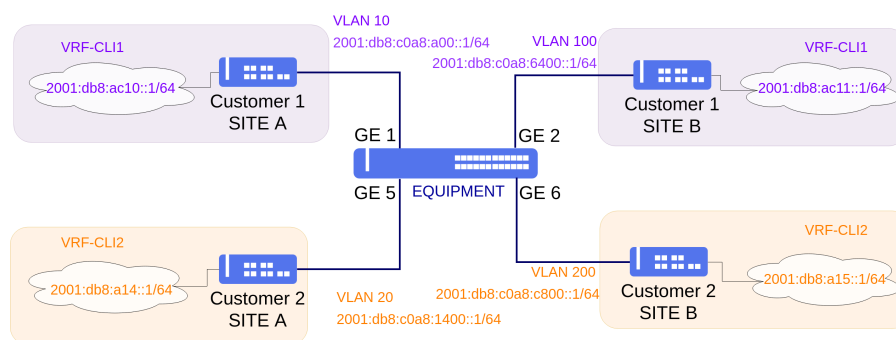 VLAN 10
2001:db8:c0a8:a00::1/64
VLAN 100
2001:db8:c0a8:6400::1/64
VRF-CLI1
2001:db8:ac10::1/64
Customer 1
SITE A
VRF-CLI1
2001:db8:ac11::1/64
Customer 1
SITE B
GE 1
GE 2
GE 5
EQUIPMENT
GE 6
VRF-CLI2
2001:db8:a14::1/64
Customer 2
SITE A
VLAN 20
2001:db8:c0a8:1400::1/64
VLAN 200
2001:db8:c0a8:c800::1/64
VRF-CLI2
2001:db8:a15::1/64
Customer 2
SITE B